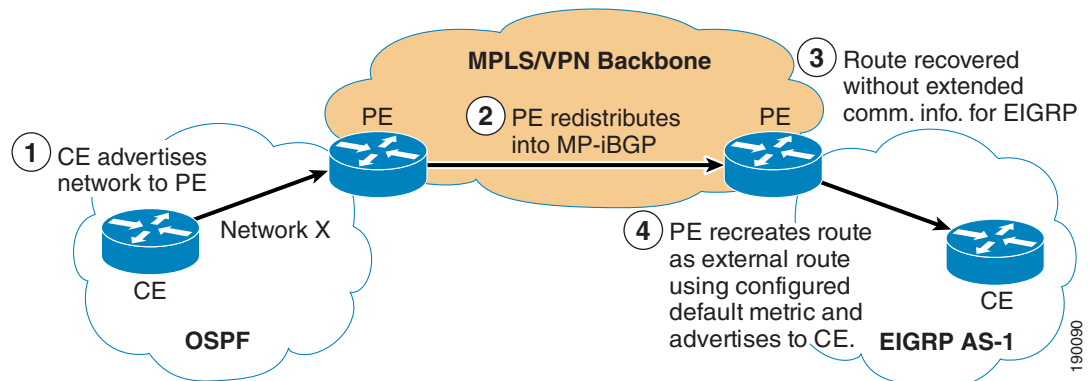 MPLS/VPN Backbone
3
Route recovered
without extended
comm. info. for EIGRP
PE
2
PE redistributes
into MP-iBGP
PE
1
CE advertises
network to PE
Network X
CE
OSPF
4
PE recreates route
as external route
using configured
default metric and
advertises to CE.
CE
EIGRP AS-1
190090